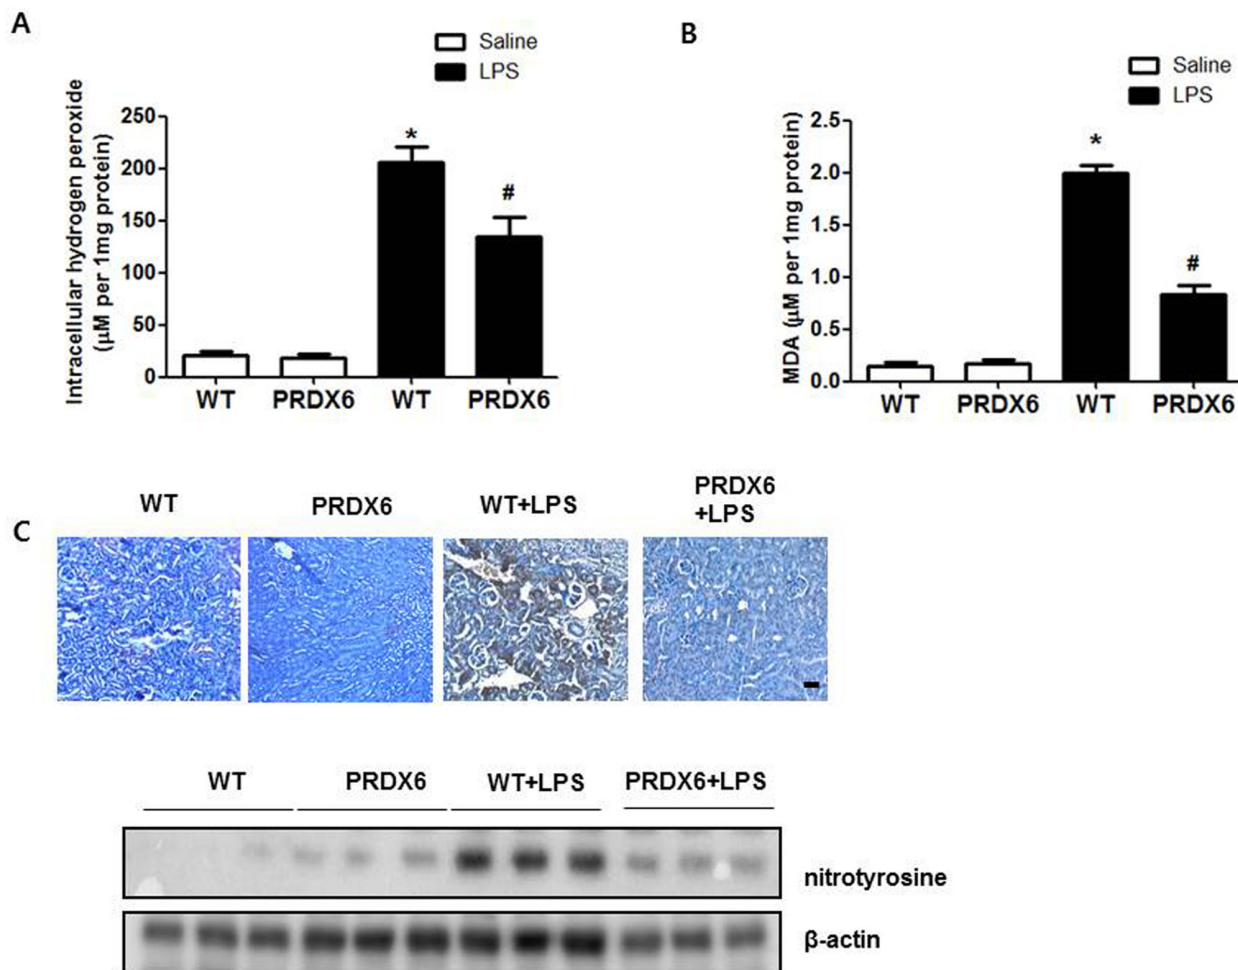 A
Saline
LPS
Intracellular hydrogen peroxide
(μM per 1mg protein)
250
200
150
100
50
0
*
#
WT PRDX6 WT PRDX6
B
Saline
LPS
MDA (μM per 1mg protein)
2.5
2.0
1.5
1.0
0.5
0.0
*
#
WT PRDX6 WT PRDX6
C
WT PRDX6 WT+LPS PRDX6
+LPS
WT PRDX6 WT+LPS PRDX6+LPS
nitrotyrosine
β-actin